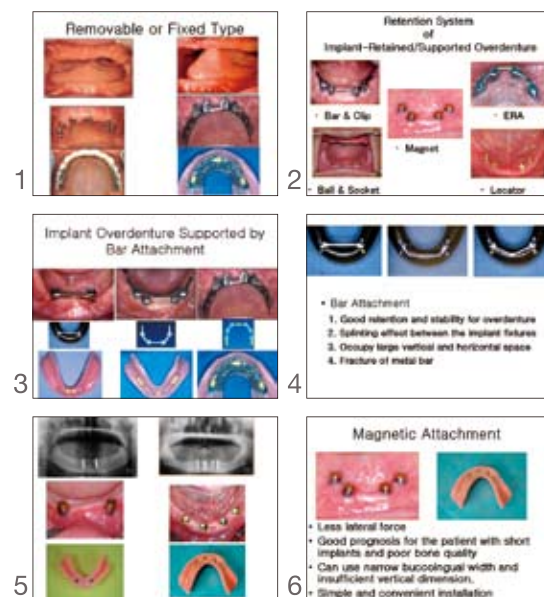 Removable or Fixed Type
1
Retention System
of
Implant-Retained/Supported Overdenture
· Bar & Clip
· ERA
· Magnet
· Ball & Socket
· Locator
2
Implant Overdenture Supported by
Bar Attachment
3
• Bar Attachment
1. Good retention and stability for overdenture
2. Splinting effect between the implant fixtures
3. Occupy large vertical and horizontal space
4. Fracture of metal bar
4
5
Magnetic Attachment
• Less lateral force
• Good prognosis for the patient with short
implants and poor bone quality
• Can use narrow buccolingual width and
insufficient vertical dimension.
• Simple and convenient installation
6